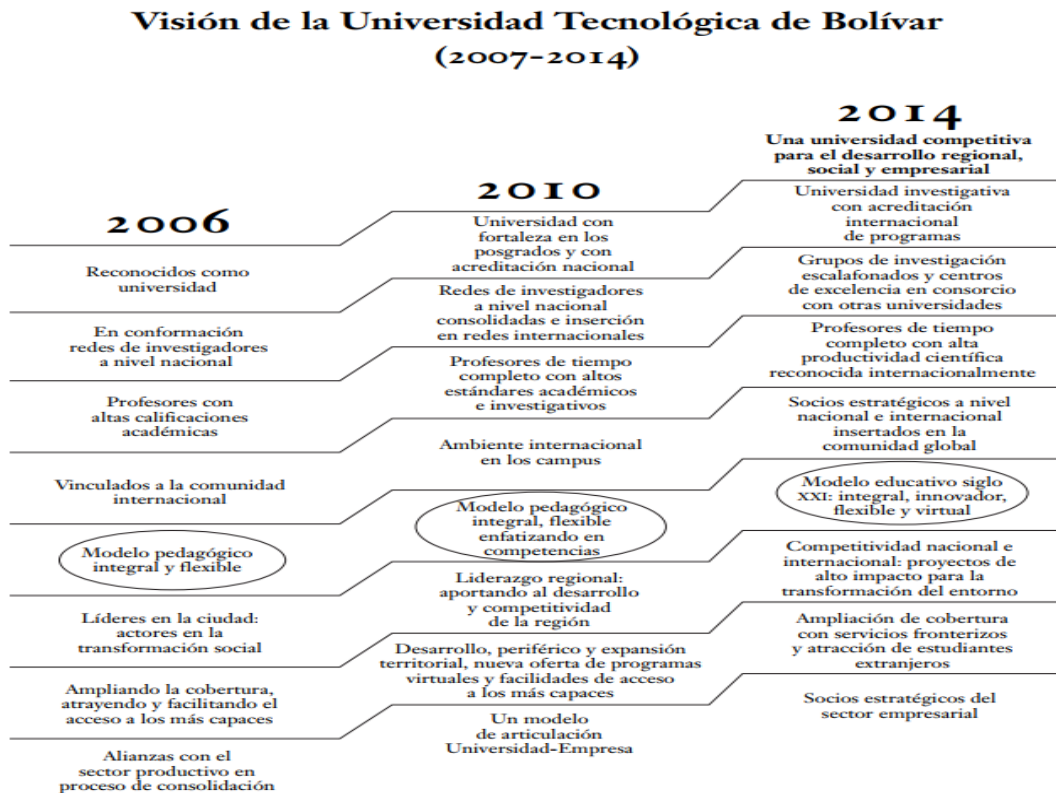 Visión de la Universidad Tecnológica de Bolívar
(2007-2014)
2006
Reconocidos como
universidad
En conformación
redes de investigadores
a nivel nacional
Profesores con
altas calificaciones
académicas
Vinculados a la comunidad
internacional
Modelo pedagógico
integral y flexible
Líderes en la ciudad:
actores en la
transformación social
Ampliando la cobertura,
atrayendo y facilitando el
acceso a los más capaces
Alianzas con el
sector productivo en
proceso de consolidación
2010
Universidad con
fortaleza en los
posgrados y con
acreditación nacional
Redes de investigadores
a nivel nacional
consolidadas e inserción
en redes internacionales
Profesores de tiempo
completo con altos
estándares académicos
e investigativos
Ambiente internacional
en los campus
Modelo pedagógico
integral, flexible
enfatizando en
competencias
Liderazgo regional:
aportando al desarrollo
y competitividad
de la región
Desarrollo, periférico y expansión
territorial, nueva oferta de programas
virtuales y facilidades de acceso
a los más capaces
Un modelo
de articulación
Universidad-Empresa
2014
Una universidad competitiva
para el desarrollo regional,
social y empresarial
Universidad investigativa
con acreditación
internacional
de programas
Grupos de investigación
escalafonados y centros
de excelencia en consorcio
con otras universidades
Profesores de tiempo
completo con alta
productividad científica
reconocida internacionalmente
Socios estratégicos a nivel
nacional e internacional
insertados en la
comunidad global
Modelo educativo siglo
XXI: integral, innovador,
flexible y virtual
Competitividad nacional e
internacional: proyectos de
alto impacto para la
transformación del entorno
Ampliación de cobertura
con servicios fronterizos
y atracción de estudiantes
extranjeros
Socios estratégicos del
sector empresarial